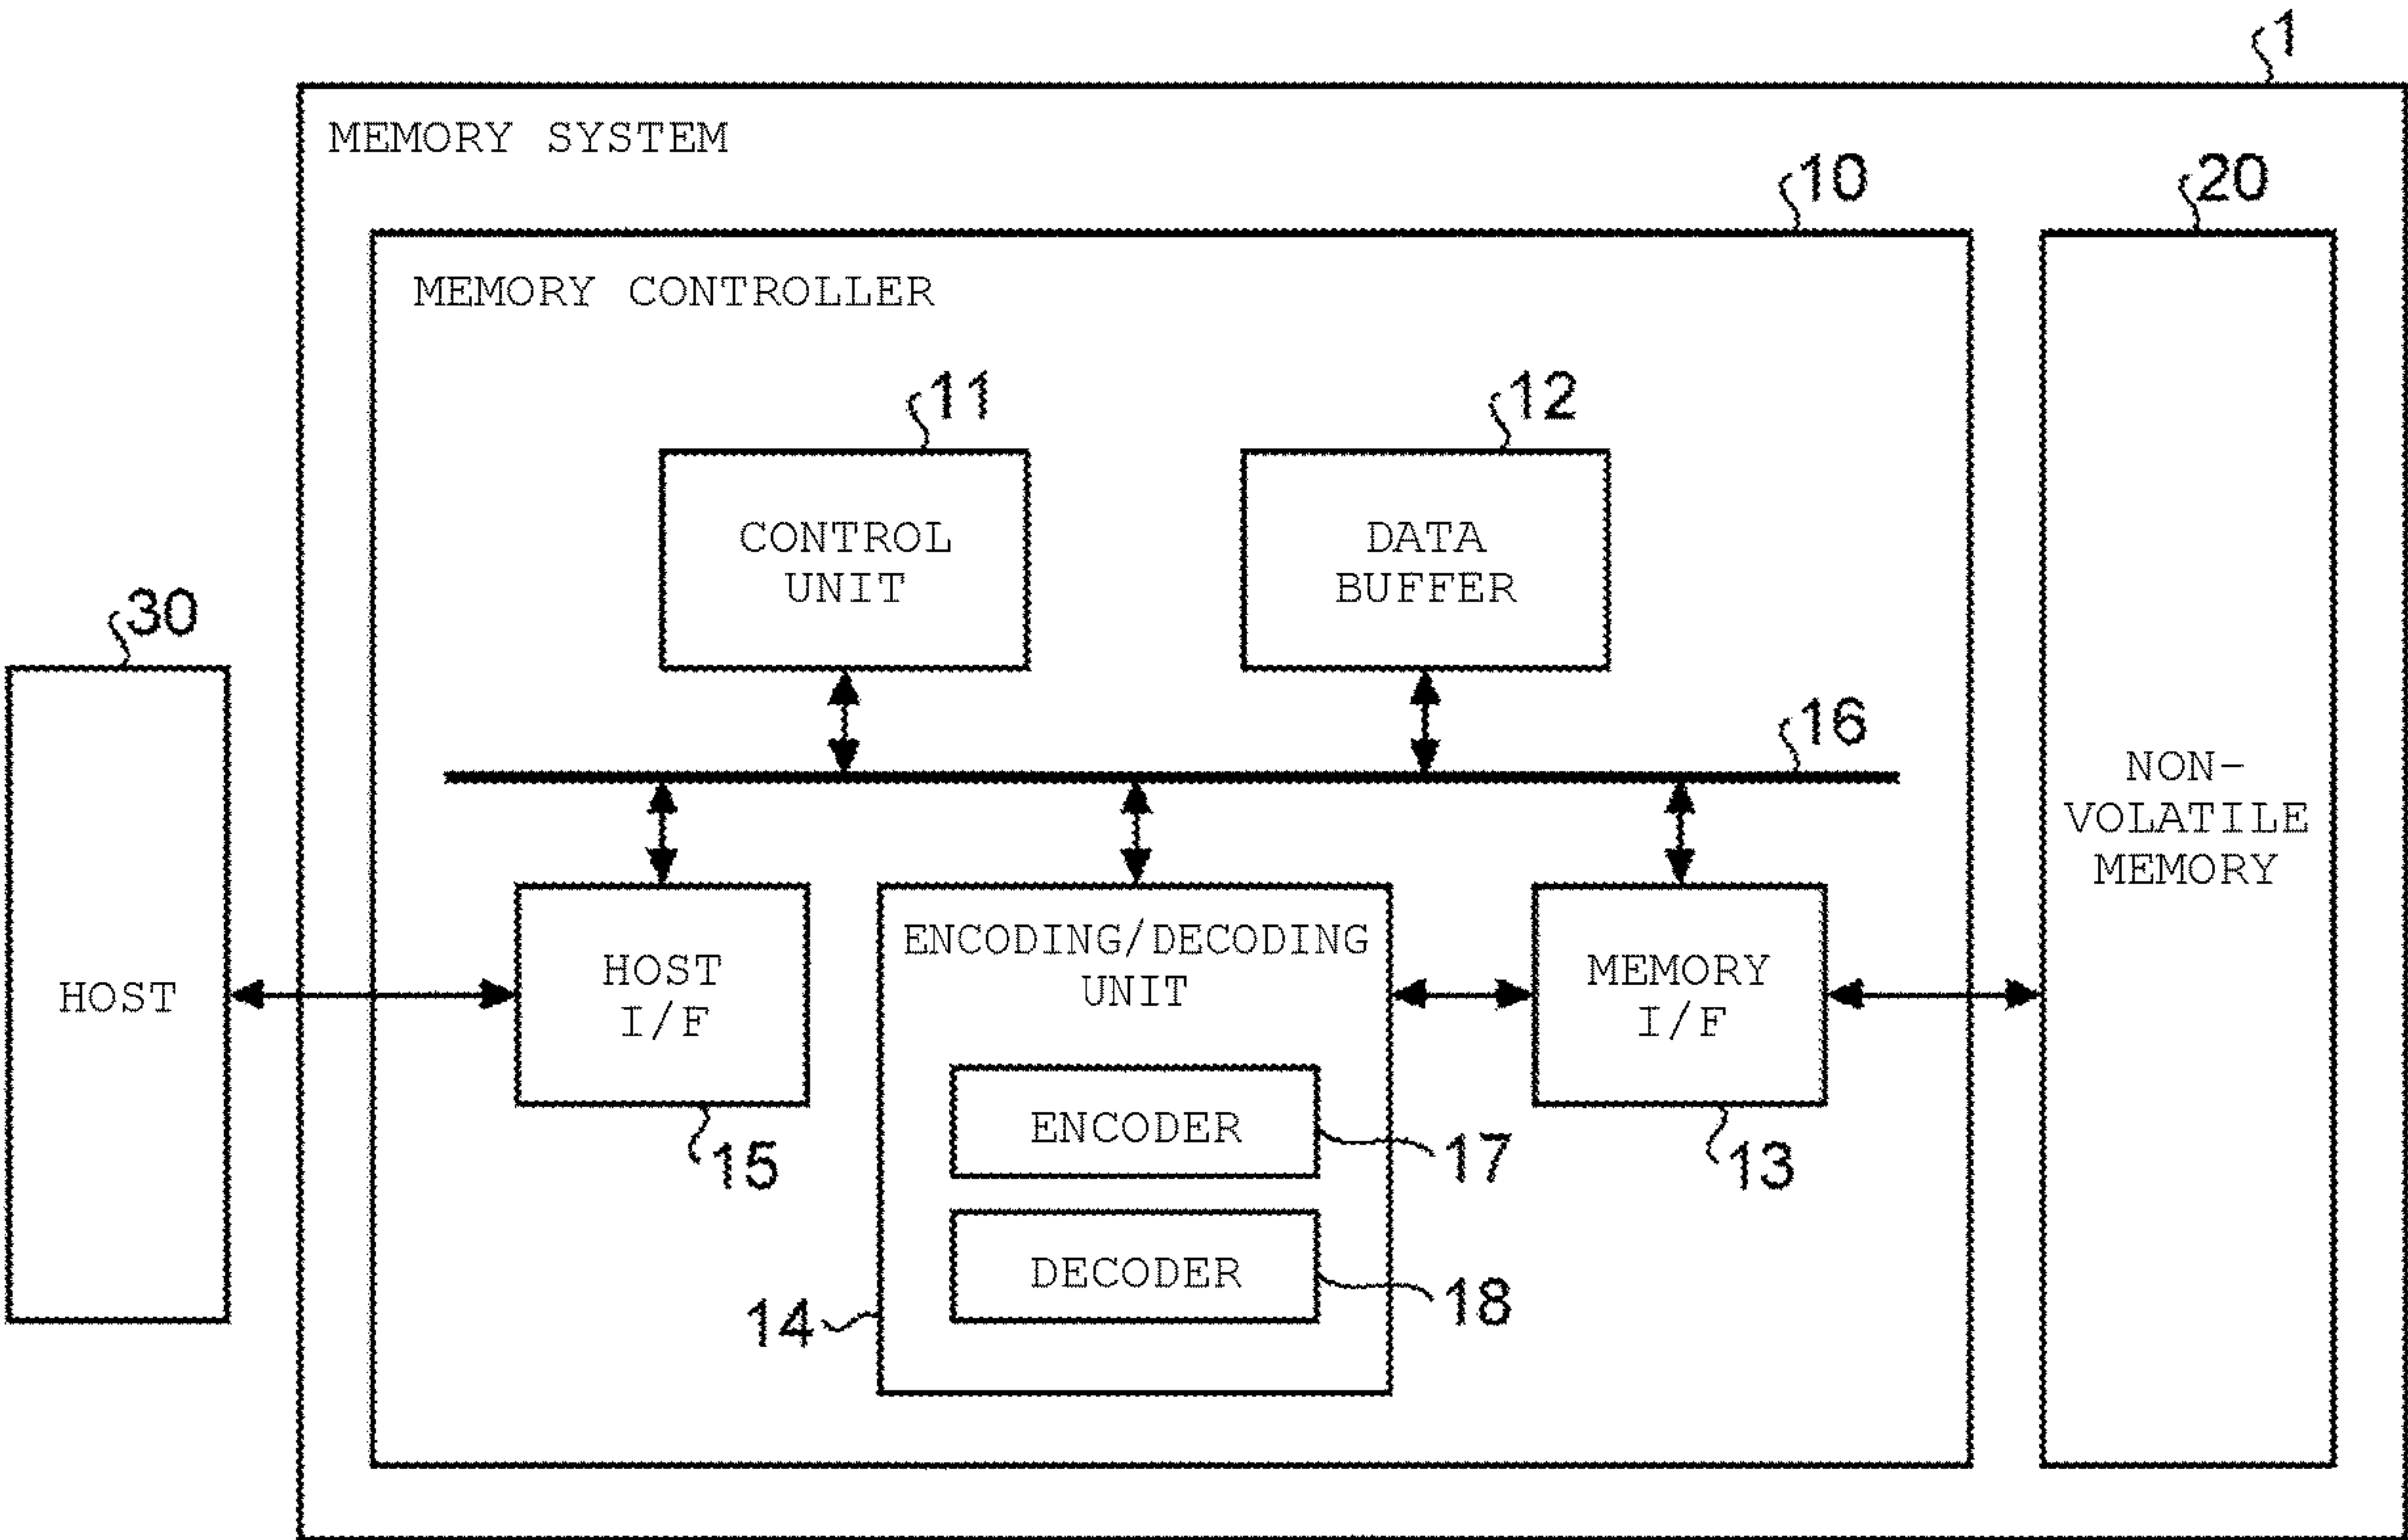 1
MEMORY SYSTEM
10
20
MEMORY CONTROLLER
11
12
CONTROL
UNIT
DATA
BUFFER
30
16
NON-
VOLATILE
MEMORY
HOST
HOST
I/F
ENCODING/DECODING
UNIT
MEMORY
I/F
ENCODER
17
15
13
DECODER
18
14